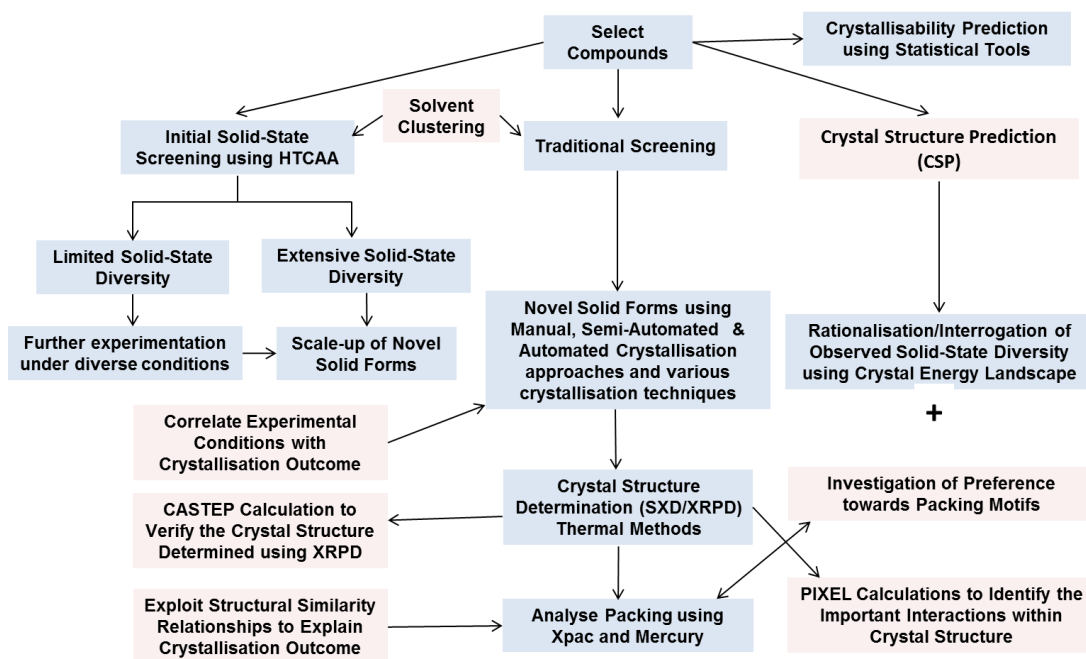 Select
Compounds
Crystallisability Prediction
using Statistical Tools
Solvent
Clustering
Initial Solid-State
Screening using HTCAA
Traditional Screening
Crystal Structure Prediction
(CSP)
Limited Solid-State
Diversity
Extensive Solid-State
Diversity
Further experimentation
under diverse conditions
Scale-up of Novel
Solid Forms
Novel Solid Forms using
Manual, Semi-Automated &
Automated Crystallisation
approaches and various
crystallisation techniques
Rationalisation/Interrogation of
Observed Solid-State Diversity
using Crystal Energy Landscape
+
Correlate Experimental
Conditions with
Crystallisation Outcome
Crystal Structure
Determination (SXD/XRPD)
Thermal Methods
Investigation of Preference
towards Packing Motifs
CASTEP Calculation to
Verify the Crystal Structure
Determined using XRPD
Exploit Structural Similarity
Relationships to Explain
Crystallisation Outcome
Analyse Packing using
Xpac and Mercury
PIXEL Calculations to Identify the
Important Interactions within
Crystal Structure